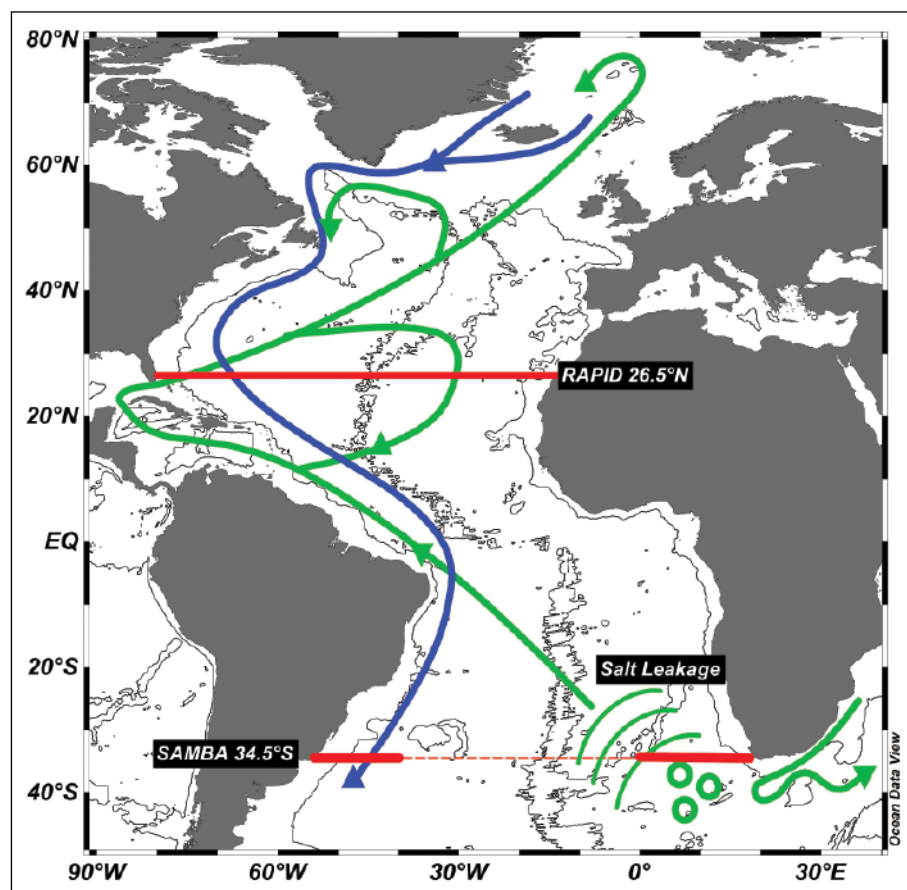 80°N
60°N
40°N
RAPID 26.5°N
20°N
EQ
20°S
Salt Leakage
SAMBA 34.5°S
40°S
Ocean Data View
90°W
60°W
30°W
0°
30°E